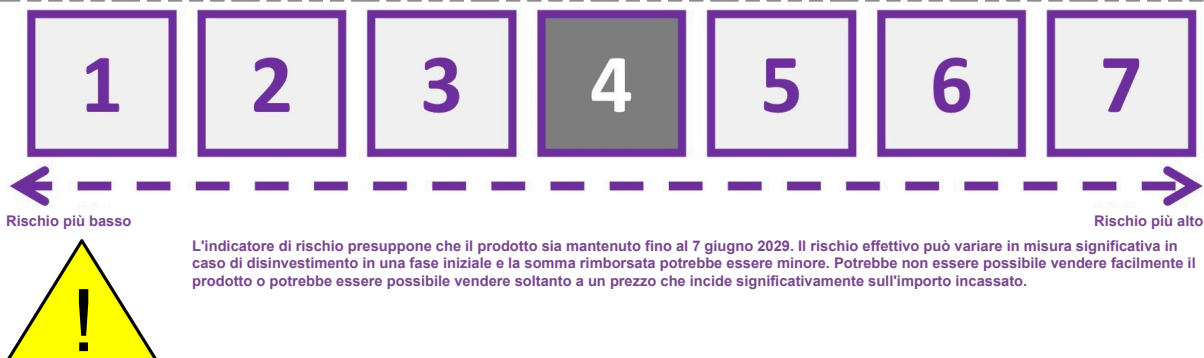 1 2 3 4 5 6 7
Rischio più basso Rischio più alto
L'indicatore di rischio presuppone che il prodotto sia mantenuto fino al 7 giugno 2029. Il rischio effettivo può variare in misura significativa in
caso di disinvestimento in una fase iniziale e la somma rimborsata potrebbe essere minore. Potrebbe non essere possibile vendere facilmente il
prodotto o potrebbe essere possibile vendere soltanto a un prezzo che incide significativamente sull'importo incassato.
!